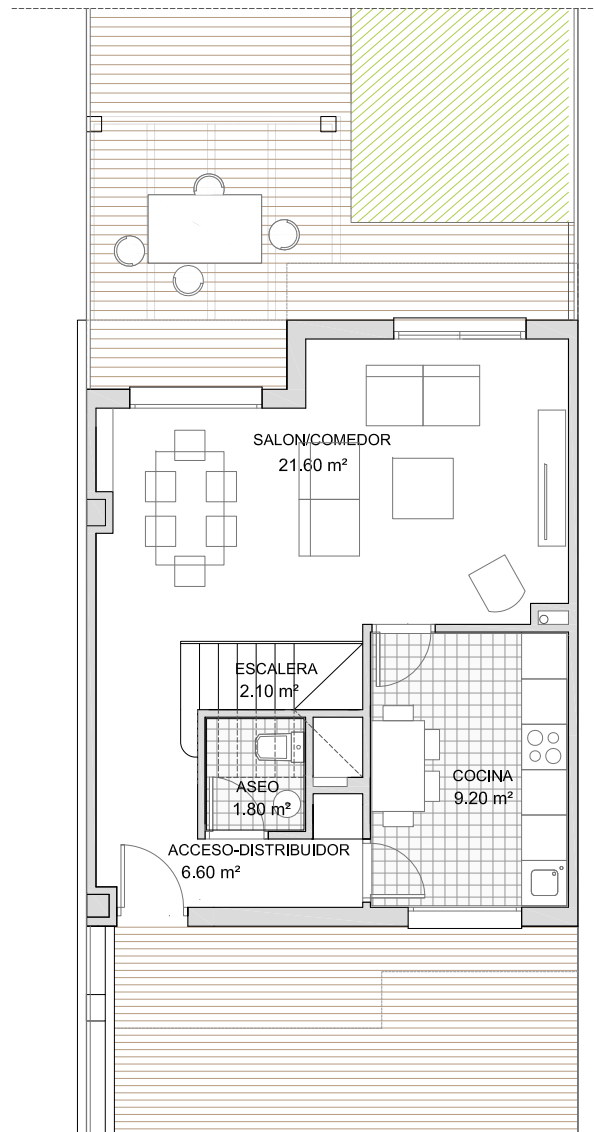 SALON/COMEDOR
21.60 m²
ESCALERA
2.10 m²
ASEO
1.80 m²
COCINA
9.20 m²
ACCESO-DISTRIBUIDOR
6.60 m²